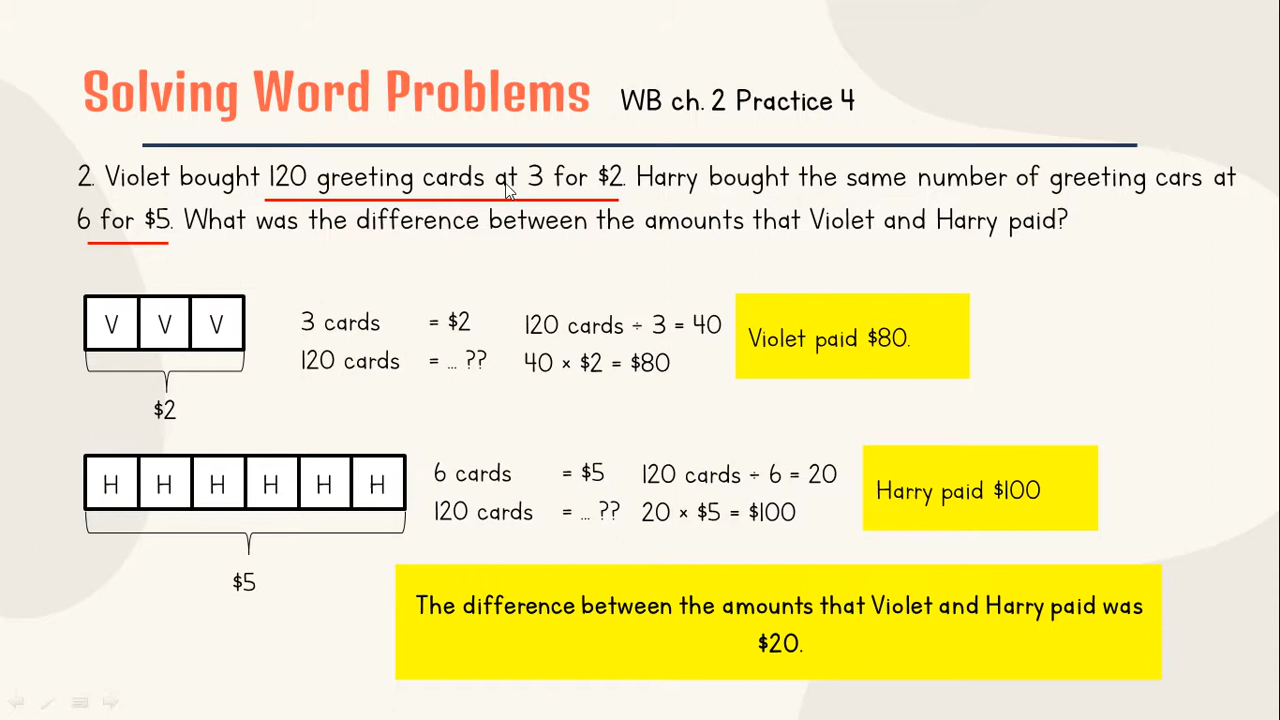 Solving Word Problems WB ch. 2 Practice 4
2. Violet bought 120 greeting cards at 3 for $2. Harry bought the same number of greeting cars at
6 for $5. What was the difference between the amounts that Violet and Harry paid?
V V V
$2
3 cards = $2
120 cards = ... ??
120 cards ÷ 3 = 40
40 × $2 = $80
Violet paid $80.
H H H H H H
$5
6 cards = $5
120 cards = ... ??
120 cards ÷ 6 = 20
20 × $5 = $100
Harry paid $100
The difference between the amounts that Violet and Harry paid was
$20.